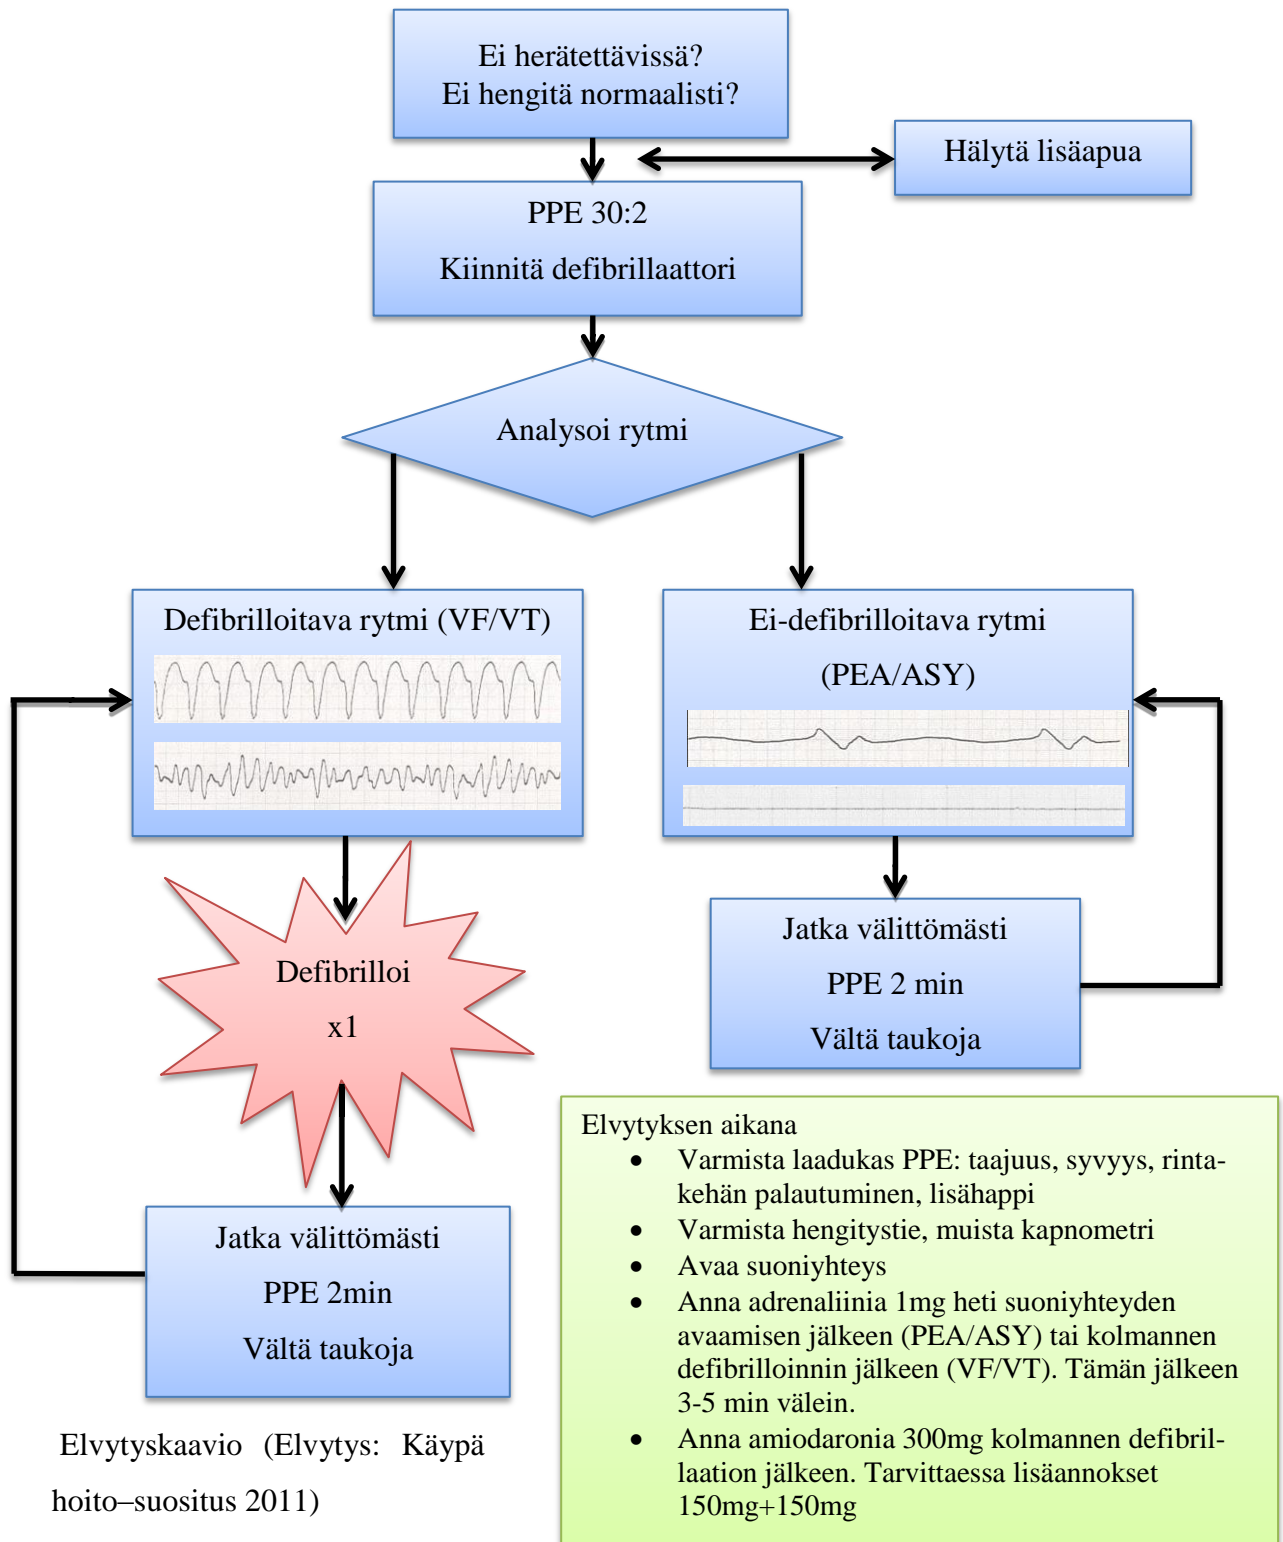 Ei herätettävissä?
Ei hengitä normaalisti?
Hälytä lisäapua
PPE 30:2
Kiinnitä defibrillaattori
Analysoi rytmi
Defibrilloitava rytmi (VF/VT)
Ei-defibrilloitava rytmi
(PEA/ASY)
Defibrilloi
x1
Jatka välittömästi
PPE 2 min
Vältä taukoja
Jatka välittömästi
PPE 2min
Vältä taukoja
Elvytyksen aikana
• Varmista laadukas PPE: taajuus, syvyys, rinta-
kehän palautuminen, lisähappi
• Varmista hengitystie, muista kapnometri
• Avaa suoniyhteys
• Anna adrenaliinia 1mg heti suoniyhteyden
avaamisen jälkeen (PEA/ASY) tai kolmannen
defibrilloinnin jälkeen (VF/VT). Tämän jälkeen
3-5 min välein.
• Anna amiodaronia 300mg kolmannen defibril-
laation jälkeen. Tarvittaessa lisäannokset
150mg+150mg
Elvytyskaavio (Elvytys: Käypä
hoito–suositus 2011)